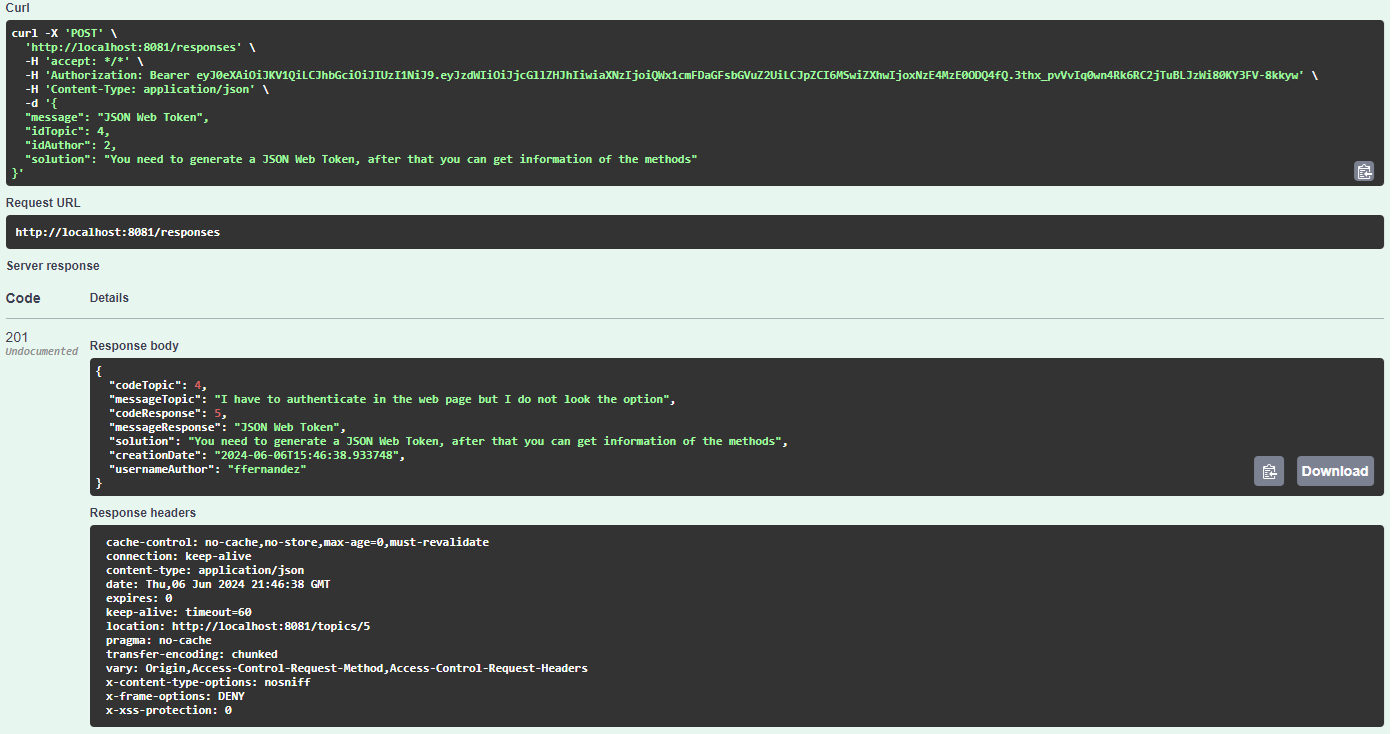 Curl
curl -X 'POST' \
'http://localhost:8081/responses' \
-H 'accept: */*' \
-H 'Authorization: Bearer eyJ0eXAiOiJKV1QiLCJhbGciOiJIUzI1NiJ9.eyJzdWIiOiJjcGllZHJhIiwiaXNzIjoiQWx1cmFDaGFsbGVuZ2UiLCJpZCI6MSwiZXhwIjoxNzE4MzE0ODQ4fQ.3thx_pvVvIq0wn4Rk6RC2jTuBLJzWi80KY3FV-8kkyw' \
-H 'Content-Type: application/json' \
-d '{
"message": "JSON Web Token",
"idTopic": 4,
"idAuthor": 2,
"solution": "You need to generate a JSON Web Token, after that you can get information of the methods"
}'
Request URL
http://localhost:8081/responses
Server response
Code Details
201
Undocumented
Response body
{
"codeTopic": 4,
"messageTopic": "I have to authenticate in the web page but I do not look the option",
"codeResponse": 5,
"messageResponse": "JSON Web Token",
"solution": "You need to generate a JSON Web Token, after that you can get information of the methods",
"creationDate": "2024-06-06T15:46:38.933748",
"usernameAuthor": "ffernandez"
}
Download
Response headers
cache-control: no-cache,no-store,max-age=0,must-revalidate
connection: keep-alive
content-type: application/json
date: Thu,06 Jun 2024 21:46:38 GMT
expires: 0
keep-alive: timeout=60
location: http://localhost:8081/topics/5
pragma: no-cache
transfer-encoding: chunked
vary: Origin,Access-Control-Request-Method,Access-Control-Request-Headers
x-content-type-options: nosniff
x-frame-options: DENY
x-xss-protection: 0